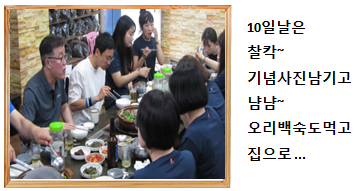 10일날은
찰칵~
기념사진남기고
냠냠~
오리백숙도먹고
집으로...